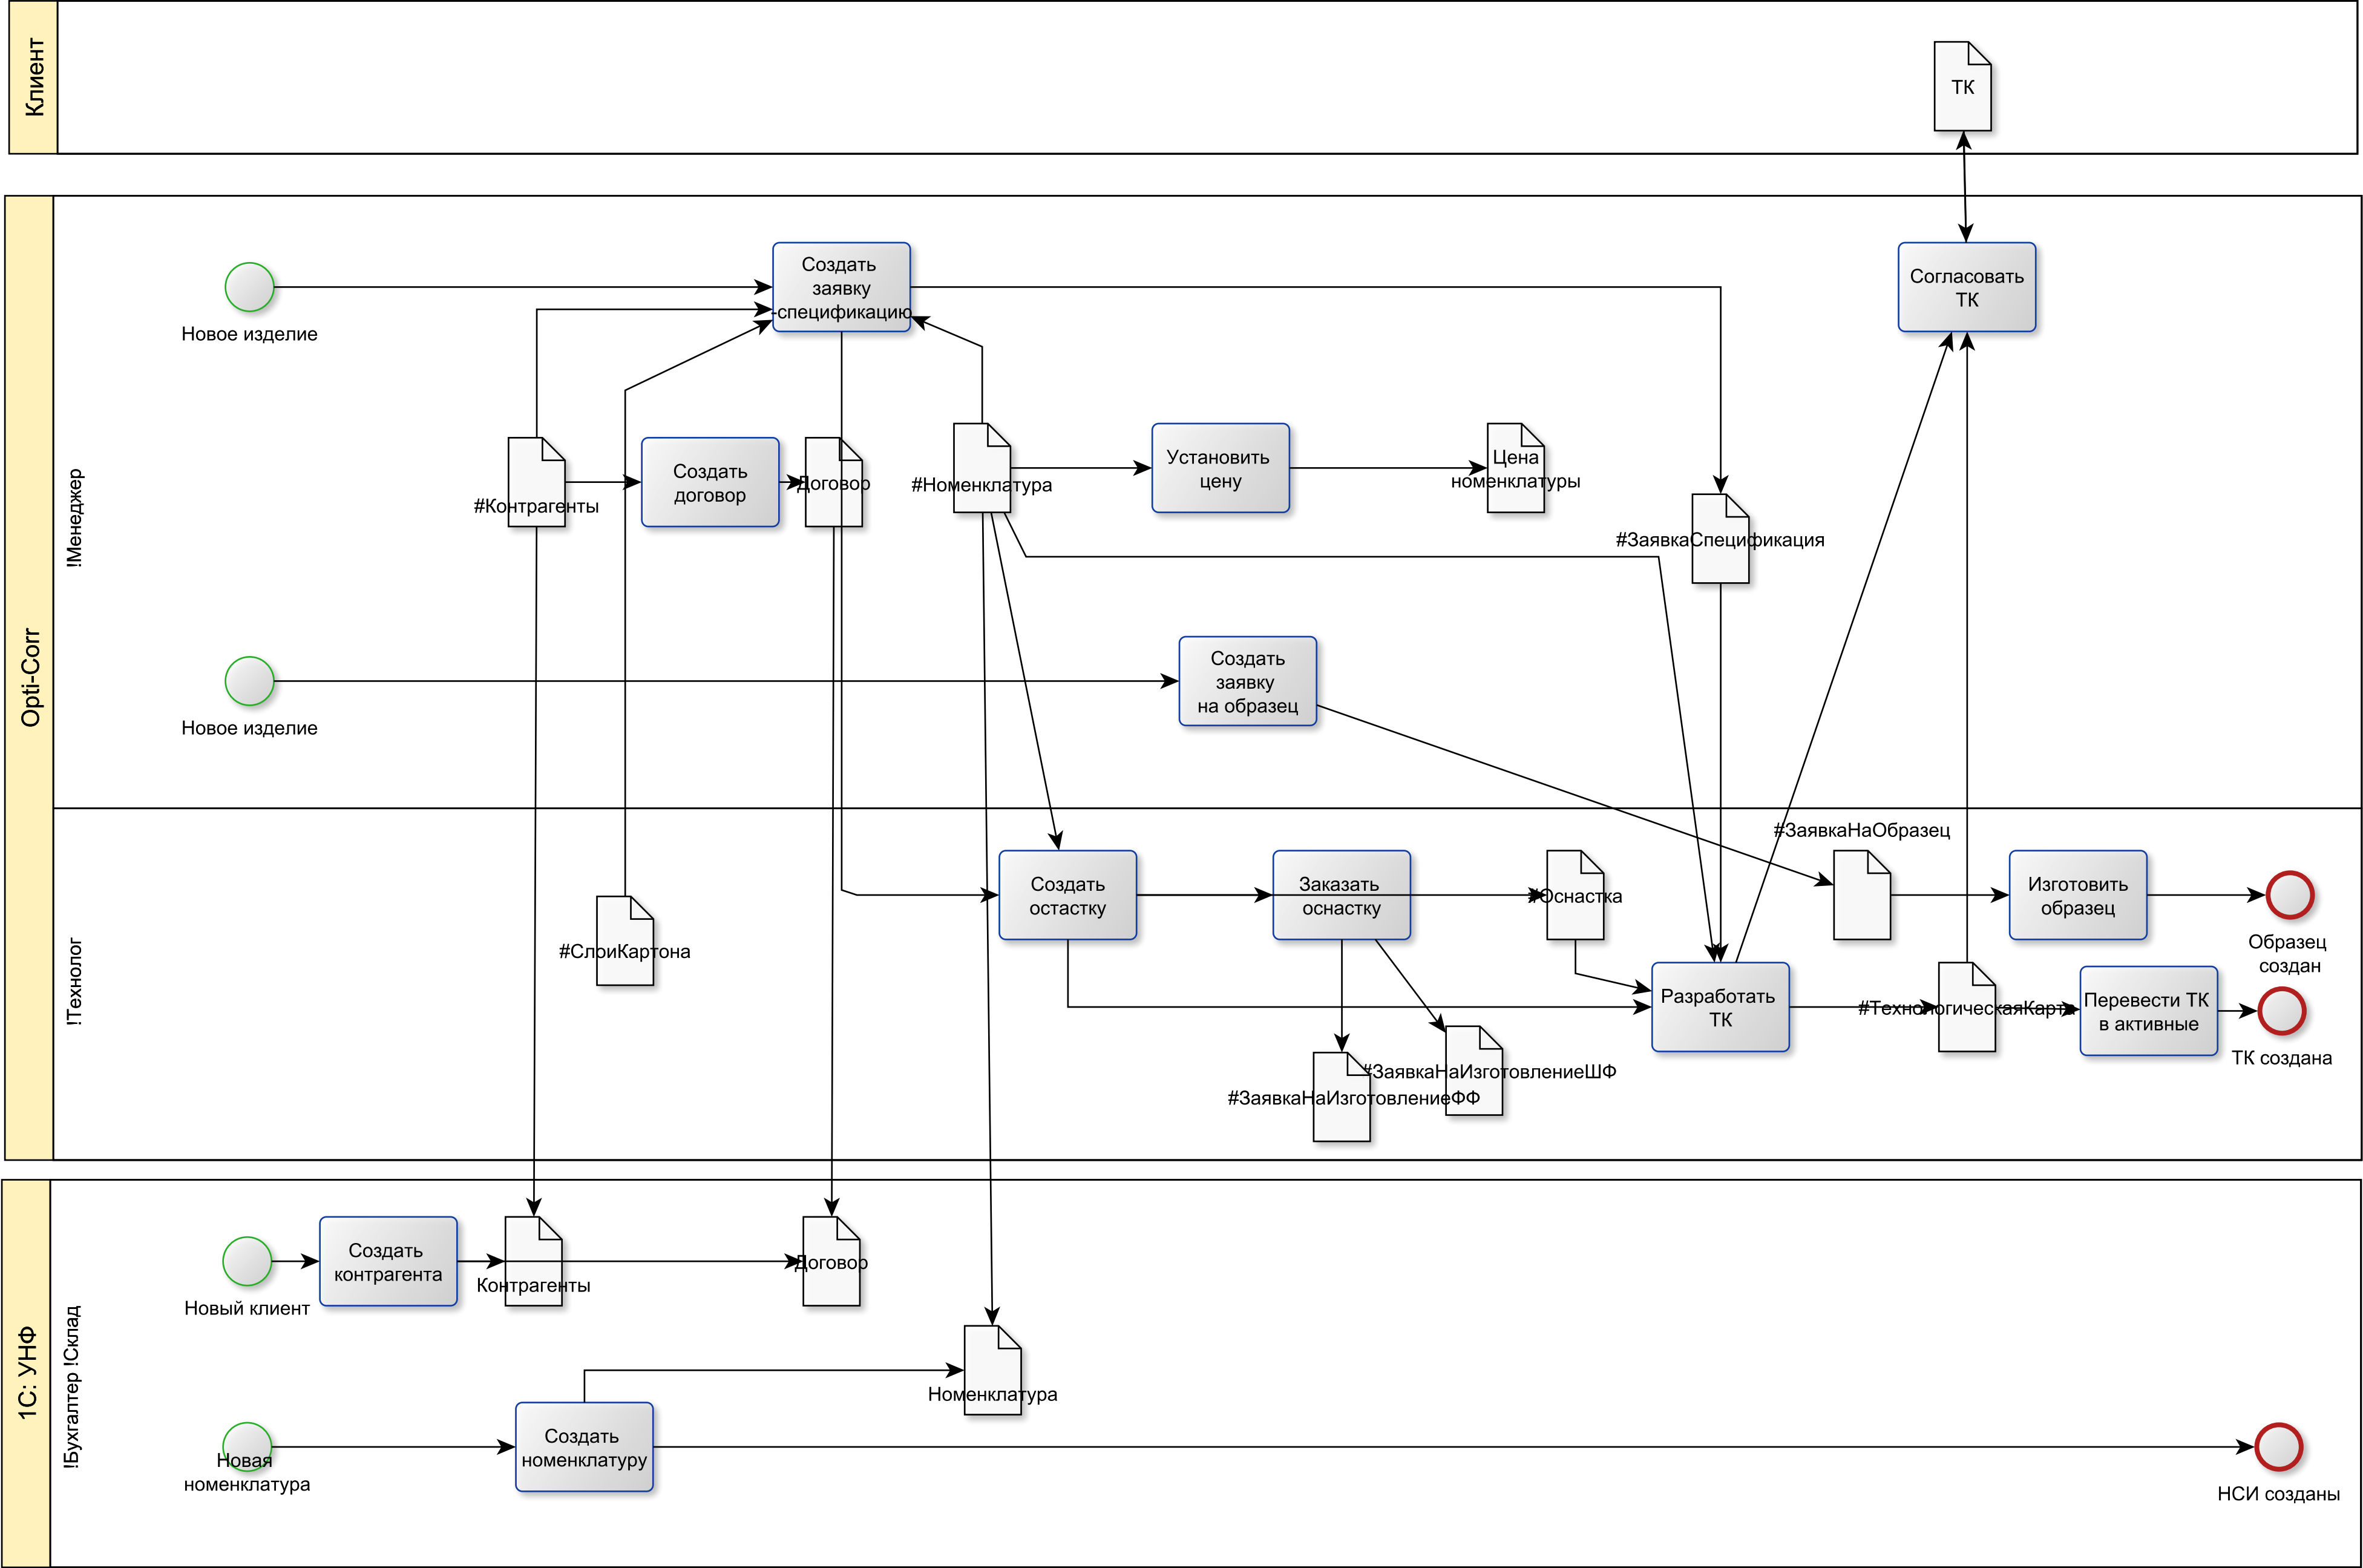 Клиент
ТК
Opti-Corr
!Менеджер
Новое изделие
Создать
заявку
-спецификацию
Согласовать
ТК
#Контрагенты
Создать
договор
Договор
#Номенклатура
Установить
цену
Цена
номенклатуры
#ЗаявкаСпецификация
Новое изделие
Создать
заявку
на образец
!Технолог
#СлриКартона
Создать
остастку
Заказать
оснастку
#Оснастка
#ЗаявкаНаОбразец
Изготовить
образец
Образец
создан
Разработать
ТК
#ТехнологическаяКарта
Перевести ТК
в активные
ТК создана
#ЗаявкаНаИзготовлениеШФ
#ЗаявкаНаИзготовлениеФФ
1С: УНФ
!Бухгалтер !Склад
Новый клиент
Создать
контрагента
Контрагенты
Договор
Номенклатура
Новая
номенклатура
Создать
номенклатуру
НСИ созданы